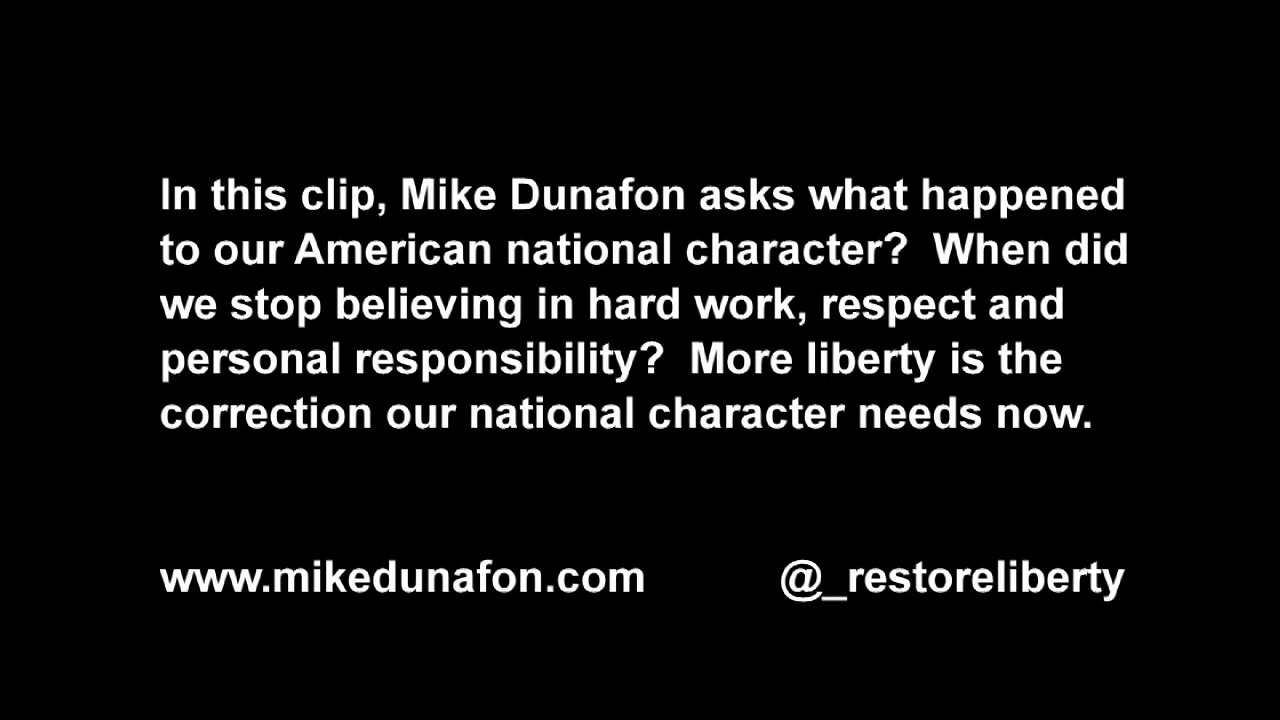 In this clip, Mike Dunafon asks what happened
to our American national character?  When did
we stop believing in hard work, respect and
personal responsibility?  More liberty is the
correction our national character needs now.
www.mikedunafon.com @_restoreliberty